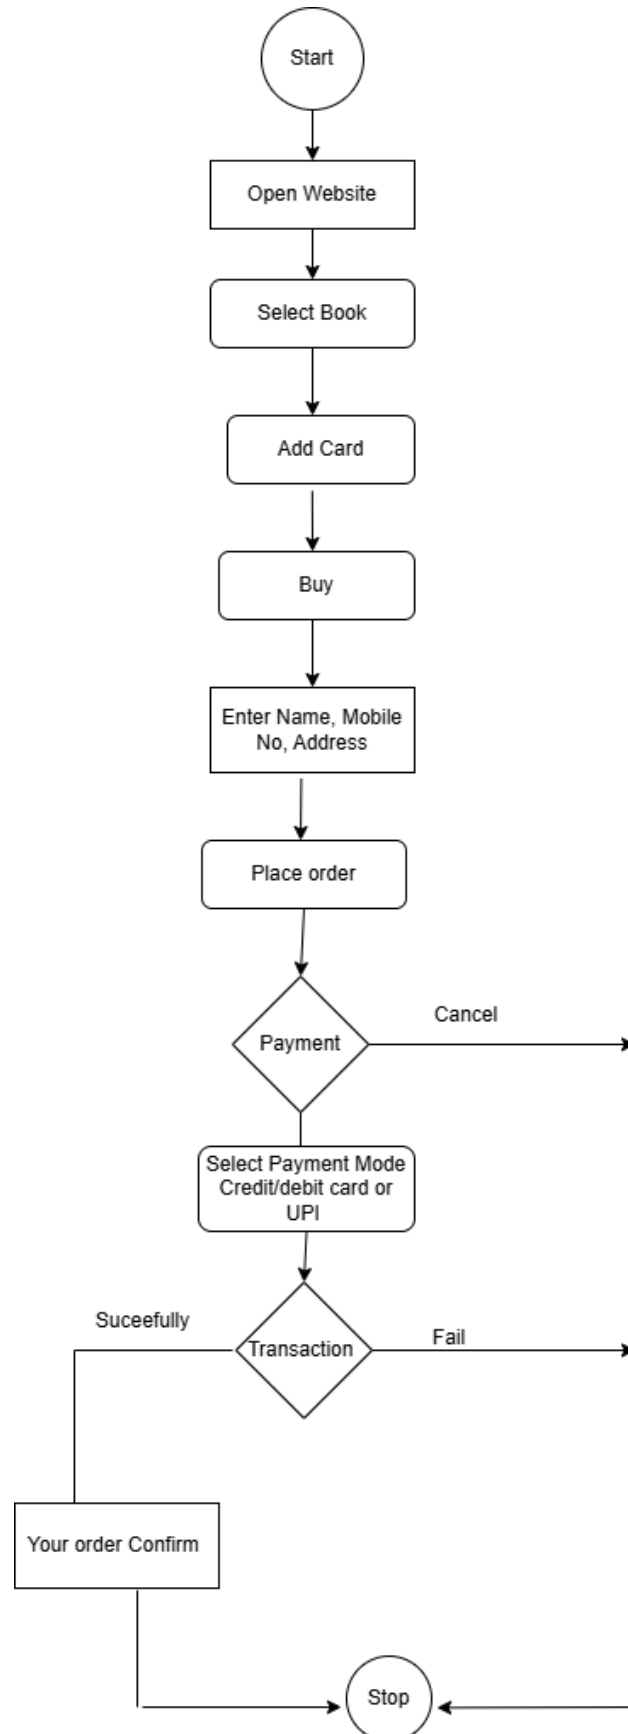 Start
Open Website
Select Book
Add Card
Buy
Enter Name, Mobile
No, Address
Place order
Cancel
Payment
Select Payment Mode
Credit/debit card or
UPI
Suceefully
Fail
Transaction
Your order Confirm
Stop